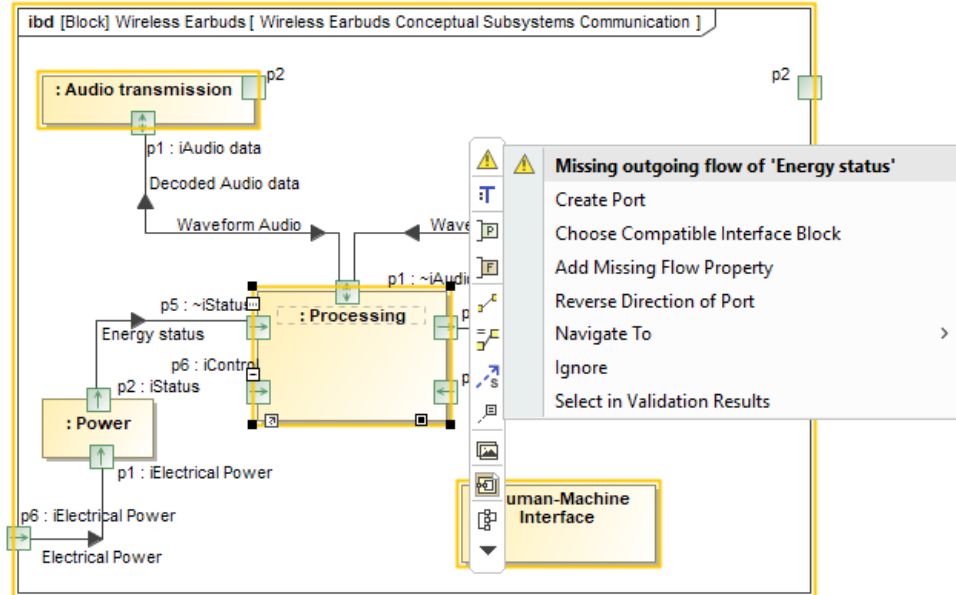 ibd [Block] Wireless Earbuds [ Wireless Earbuds Conceptual Subsystems Communication ]
p2
p2
: Audio transmission
p1 : iAudio data
Decoded Audio data
Waveform Audio
Wave
p1 : ~iAudi
p5 : ~iStatus
: Processing
p
Energy status
p6 : iControl
p
p2 : iStatus
: Power
p1 : iElectrical Power
p6 : iElectrical Power
Electrical Power
uman-Machine
Interface
T
P
F
S
Missing outgoing flow of 'Energy status'
Create Port
Choose Compatible Interface Block
Add Missing Flow Property
Reverse Direction of Port
Navigate To
Ignore
Select in Validation Results